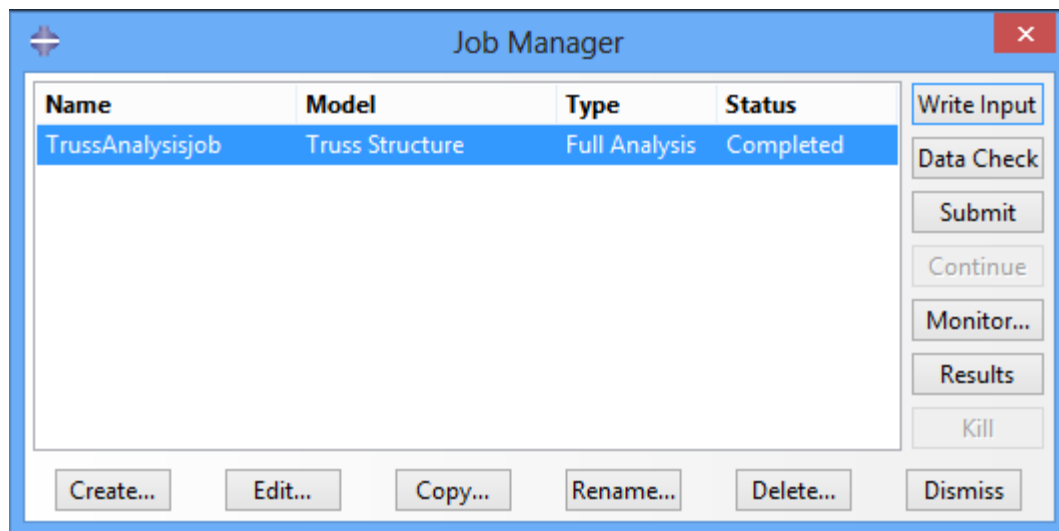 Job Manager
Name Model Type Status
TrussAnalysisjob Truss Structure Full Analysis Completed
Write Input
Data Check
Submit
Continue
Monitor...
Results
Kill
Create... Edit... Copy... Rename... Delete... Dismiss